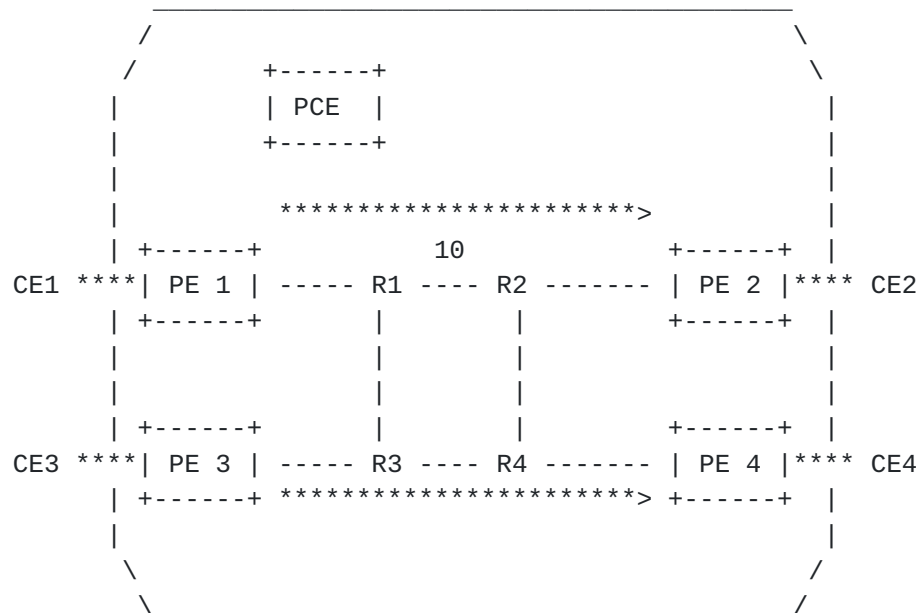 +------+
| PCE |
+------+
**********************>
+------+ 10 +------+
CE1 ****| PE 1 | ----- R1 ---- R2 ------- | PE 2 |**** CE2
+------+ | | +------+
+------+ | | +------+
CE3 ****| PE 3 | ----- R3 ---- R4 ------- | PE 4 |**** CE4
+------+ **********************> +------+